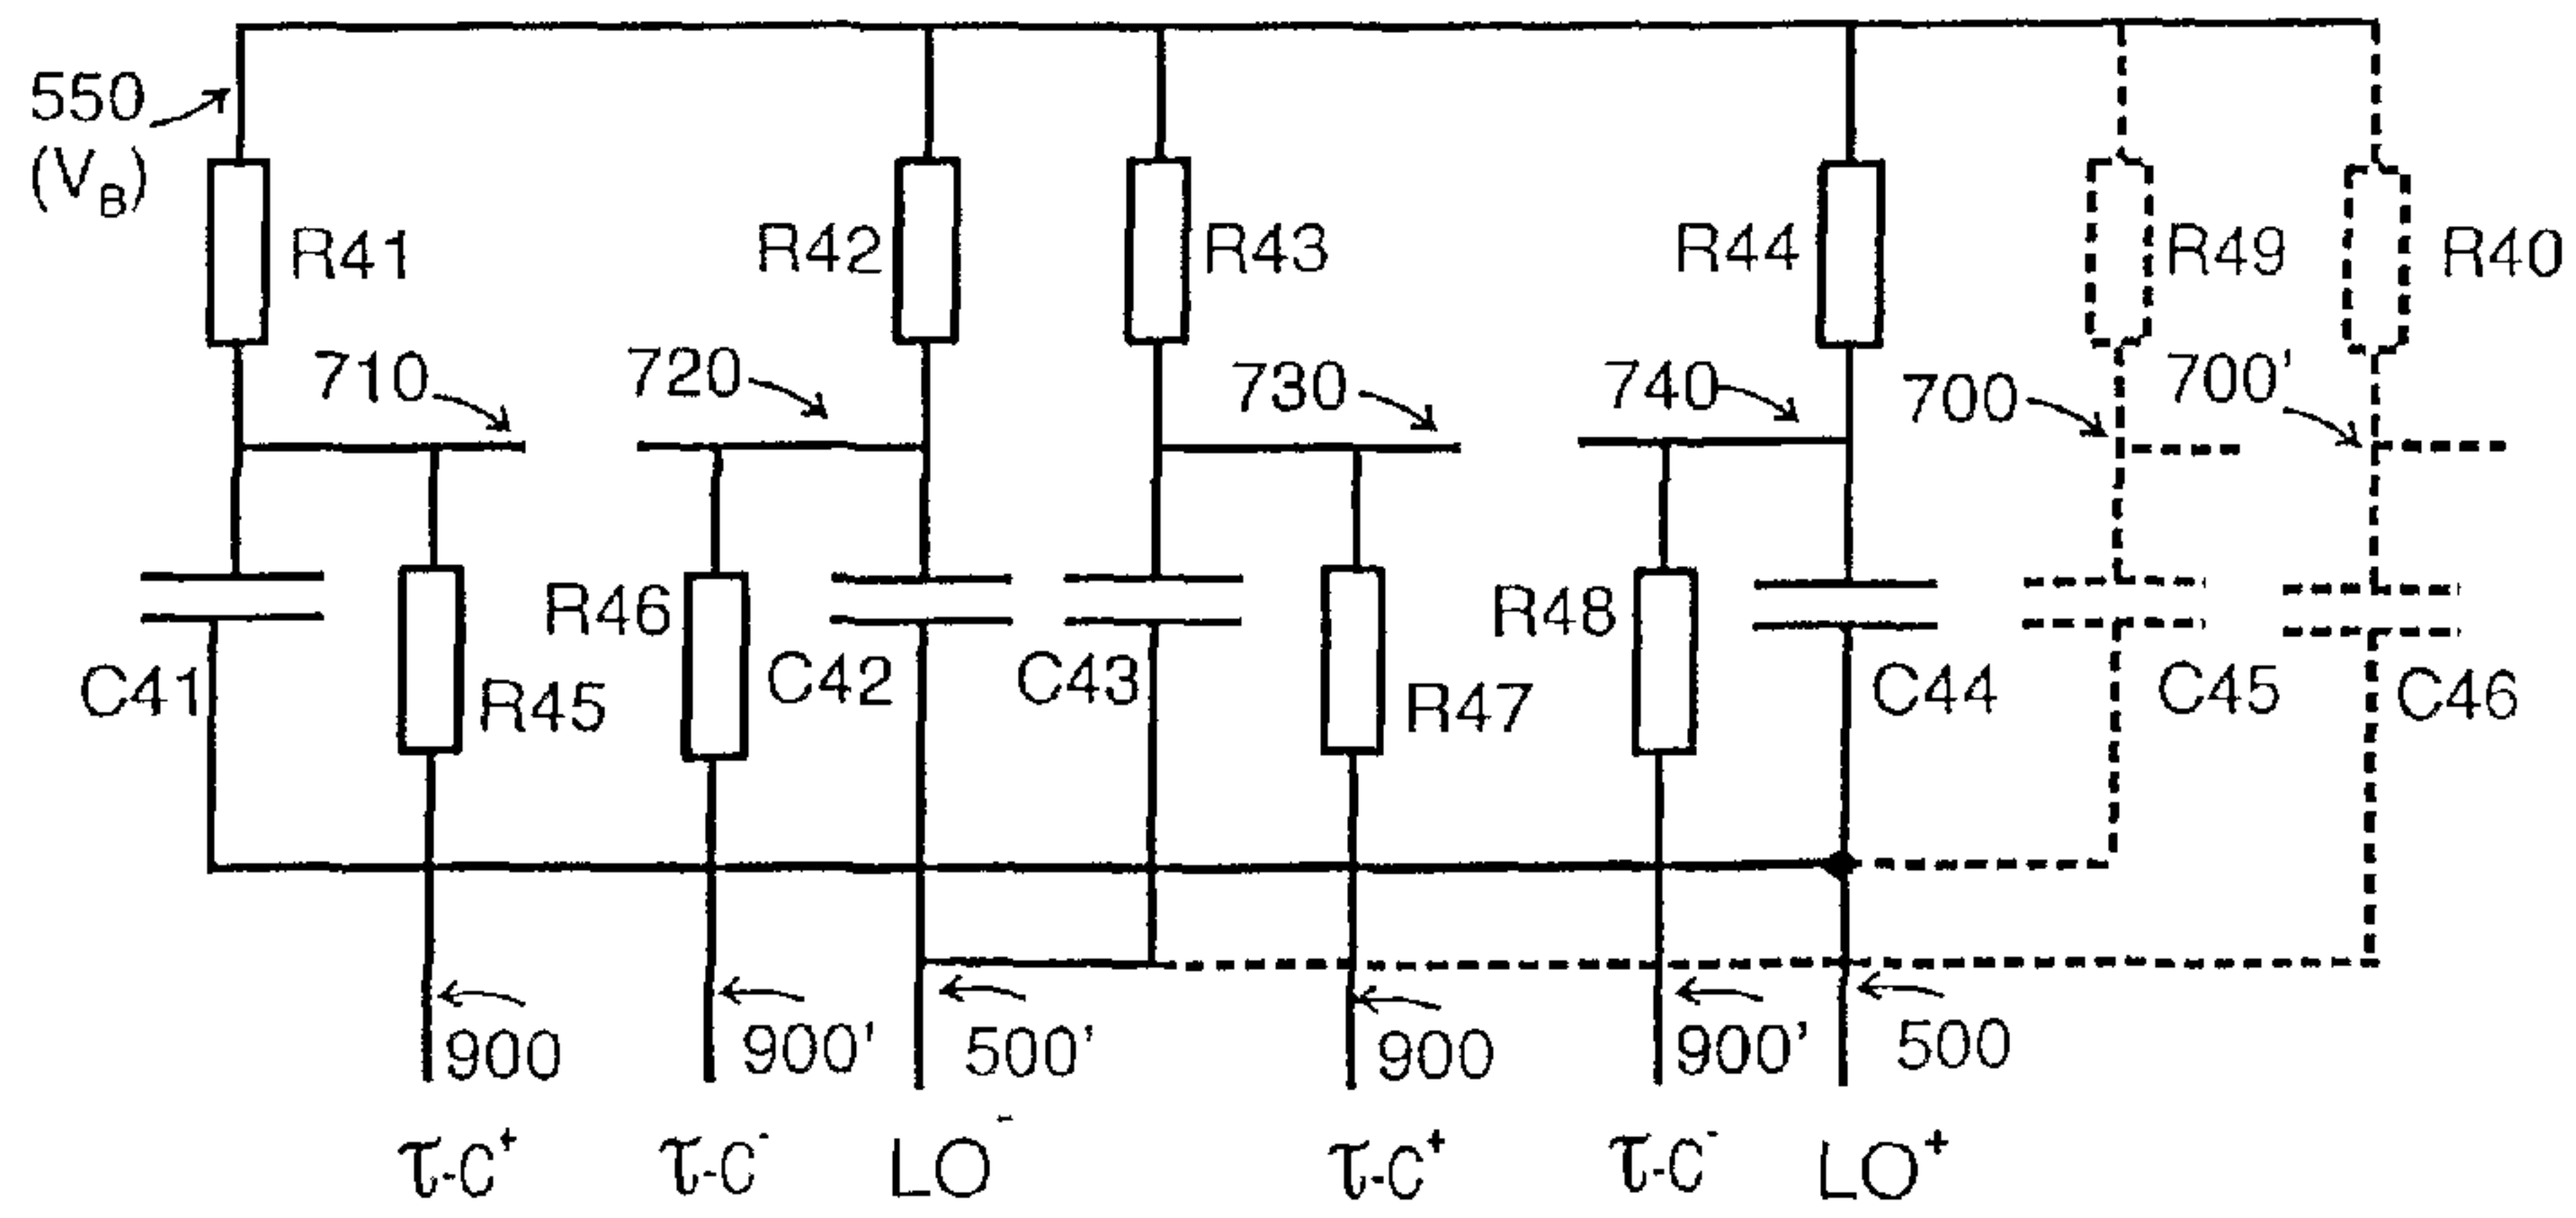 550
(V_B)
R41
R42
R43
R44
R49
R40
710
720
730
740
700
700'
C41
R45
R46
C42
C43
R47
R48
C44
C45
C46
900
900'
500'
900
900'
500
τ-C⁺
τ-C⁻
LO⁻
τ-C⁺
τ-C⁻
LO⁺